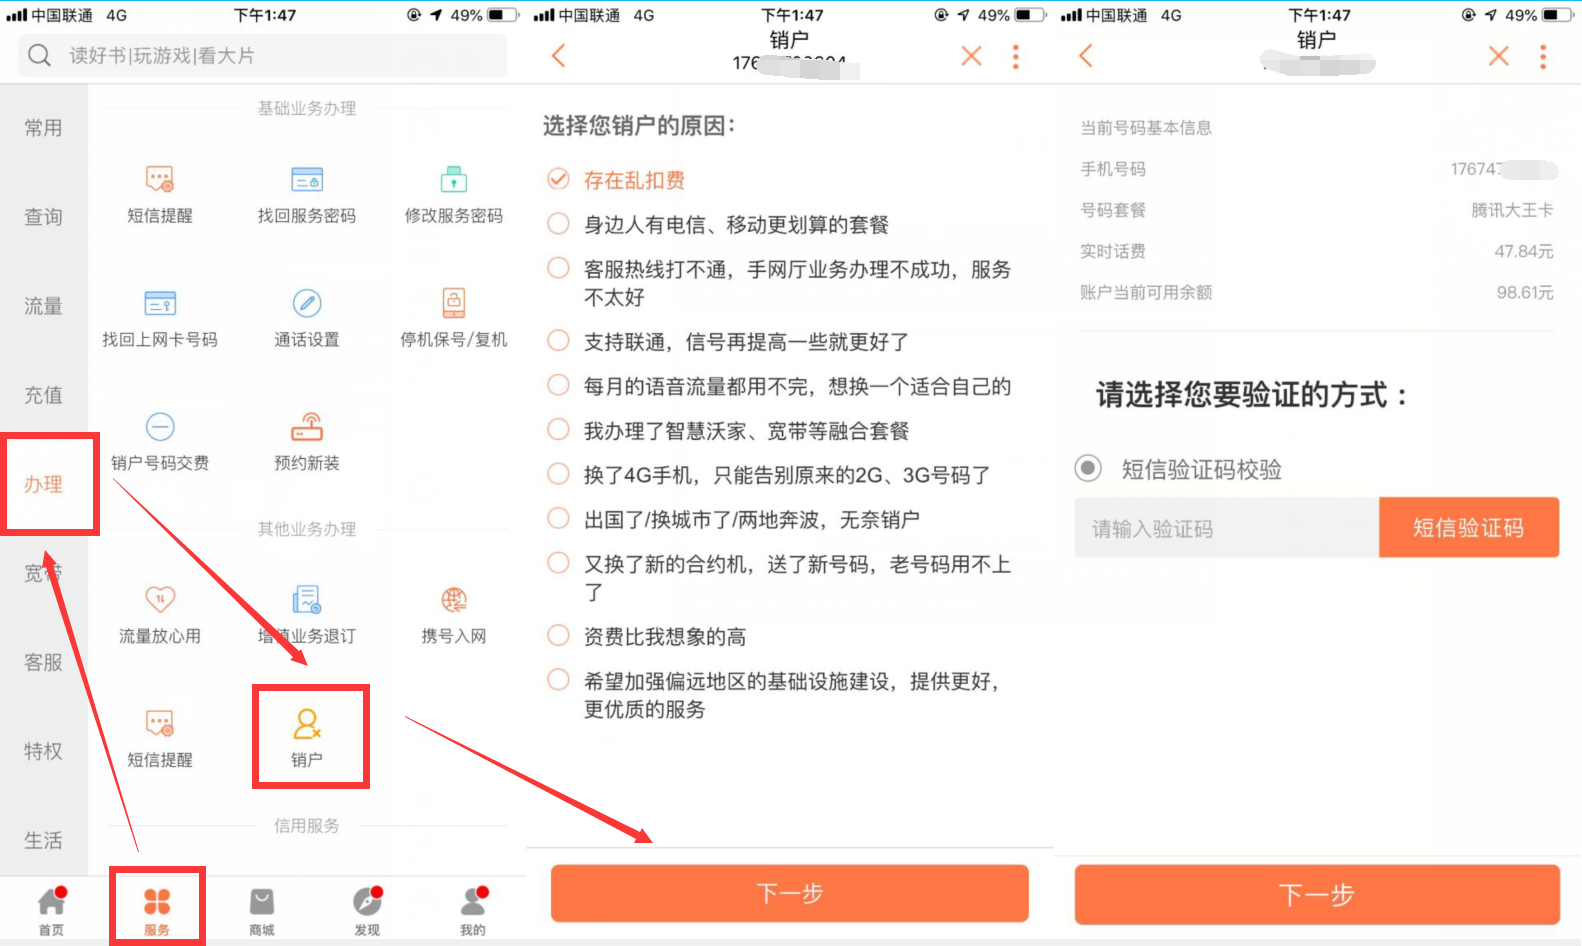 中国联通 4G
下午1:47
49%
读好书|玩游戏|看大片
常用
查询
流量
充值
办理
宽带
客服
特权
生活
基础业务办理
短信提醒
找回服务密码
修改服务密码
找回上网卡号码
通话设置
停机保号/复机
销户号码交费
预约新装
其他业务办理
流量放心用
增值业务退订
携号入网
短信提醒
销户
信用服务
首页
服务
商城
发现
我的
中国联通 4G
下午1:47
49%
销户
选择您销户的原因：
存在乱扣费
身边人有电信、移动更划算的套餐
客服热线打不通，手网厅业务办理不成功，服务
不太好
支持联通，信号再提高一些就更好了
每月的语音流量都用不完，想换一个适合自己的
我办理了智慧沃家、宽带等融合套餐
换了4G手机，只能告别原来的2G、3G号码了
出国了/换城市了/两地奔波，无奈销户
又换了新的合约机，送了新号码，老号码用不上
了
资费比我想象的高
希望加强偏远地区的基础设施建设，提供更好，
更优质的服务
下一步
中国联通 4G
下午1:47
49%
销户
当前号码基本信息
手机号码 17674
号码套餐 腾讯大王卡
实时话费 47.84元
账户当前可用余额 98.61元
请选择您要验证的方式：
短信验证码校验
请输入验证码
短信验证码
下一步